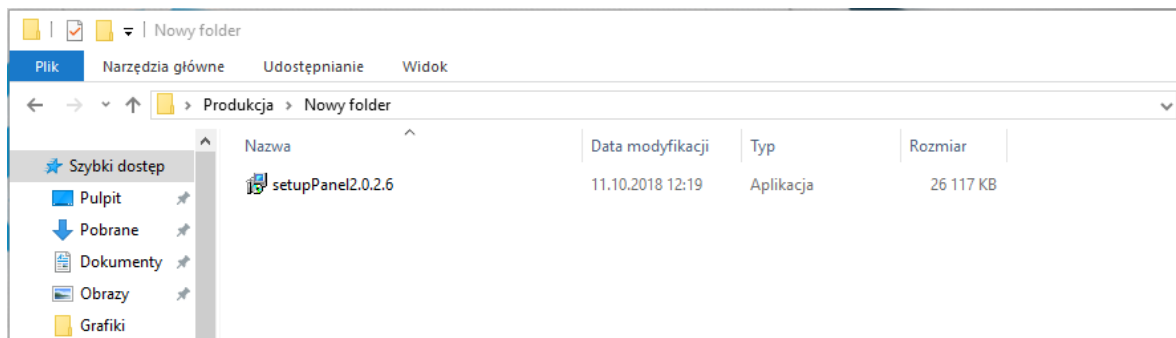 Nowy folder
Plik Narzędzia główne Udostępnianie Widok
Produkcja Nowy folder
Nazwa Data modyfikacji Typ Rozmiar
Szybki dostęp
setupPanel2.0.2.6 11.10.2018 12:19 Aplikacja 26 117 KB
Pulpit
Pobrane
Dokumenty
Obrazy
Grafiki